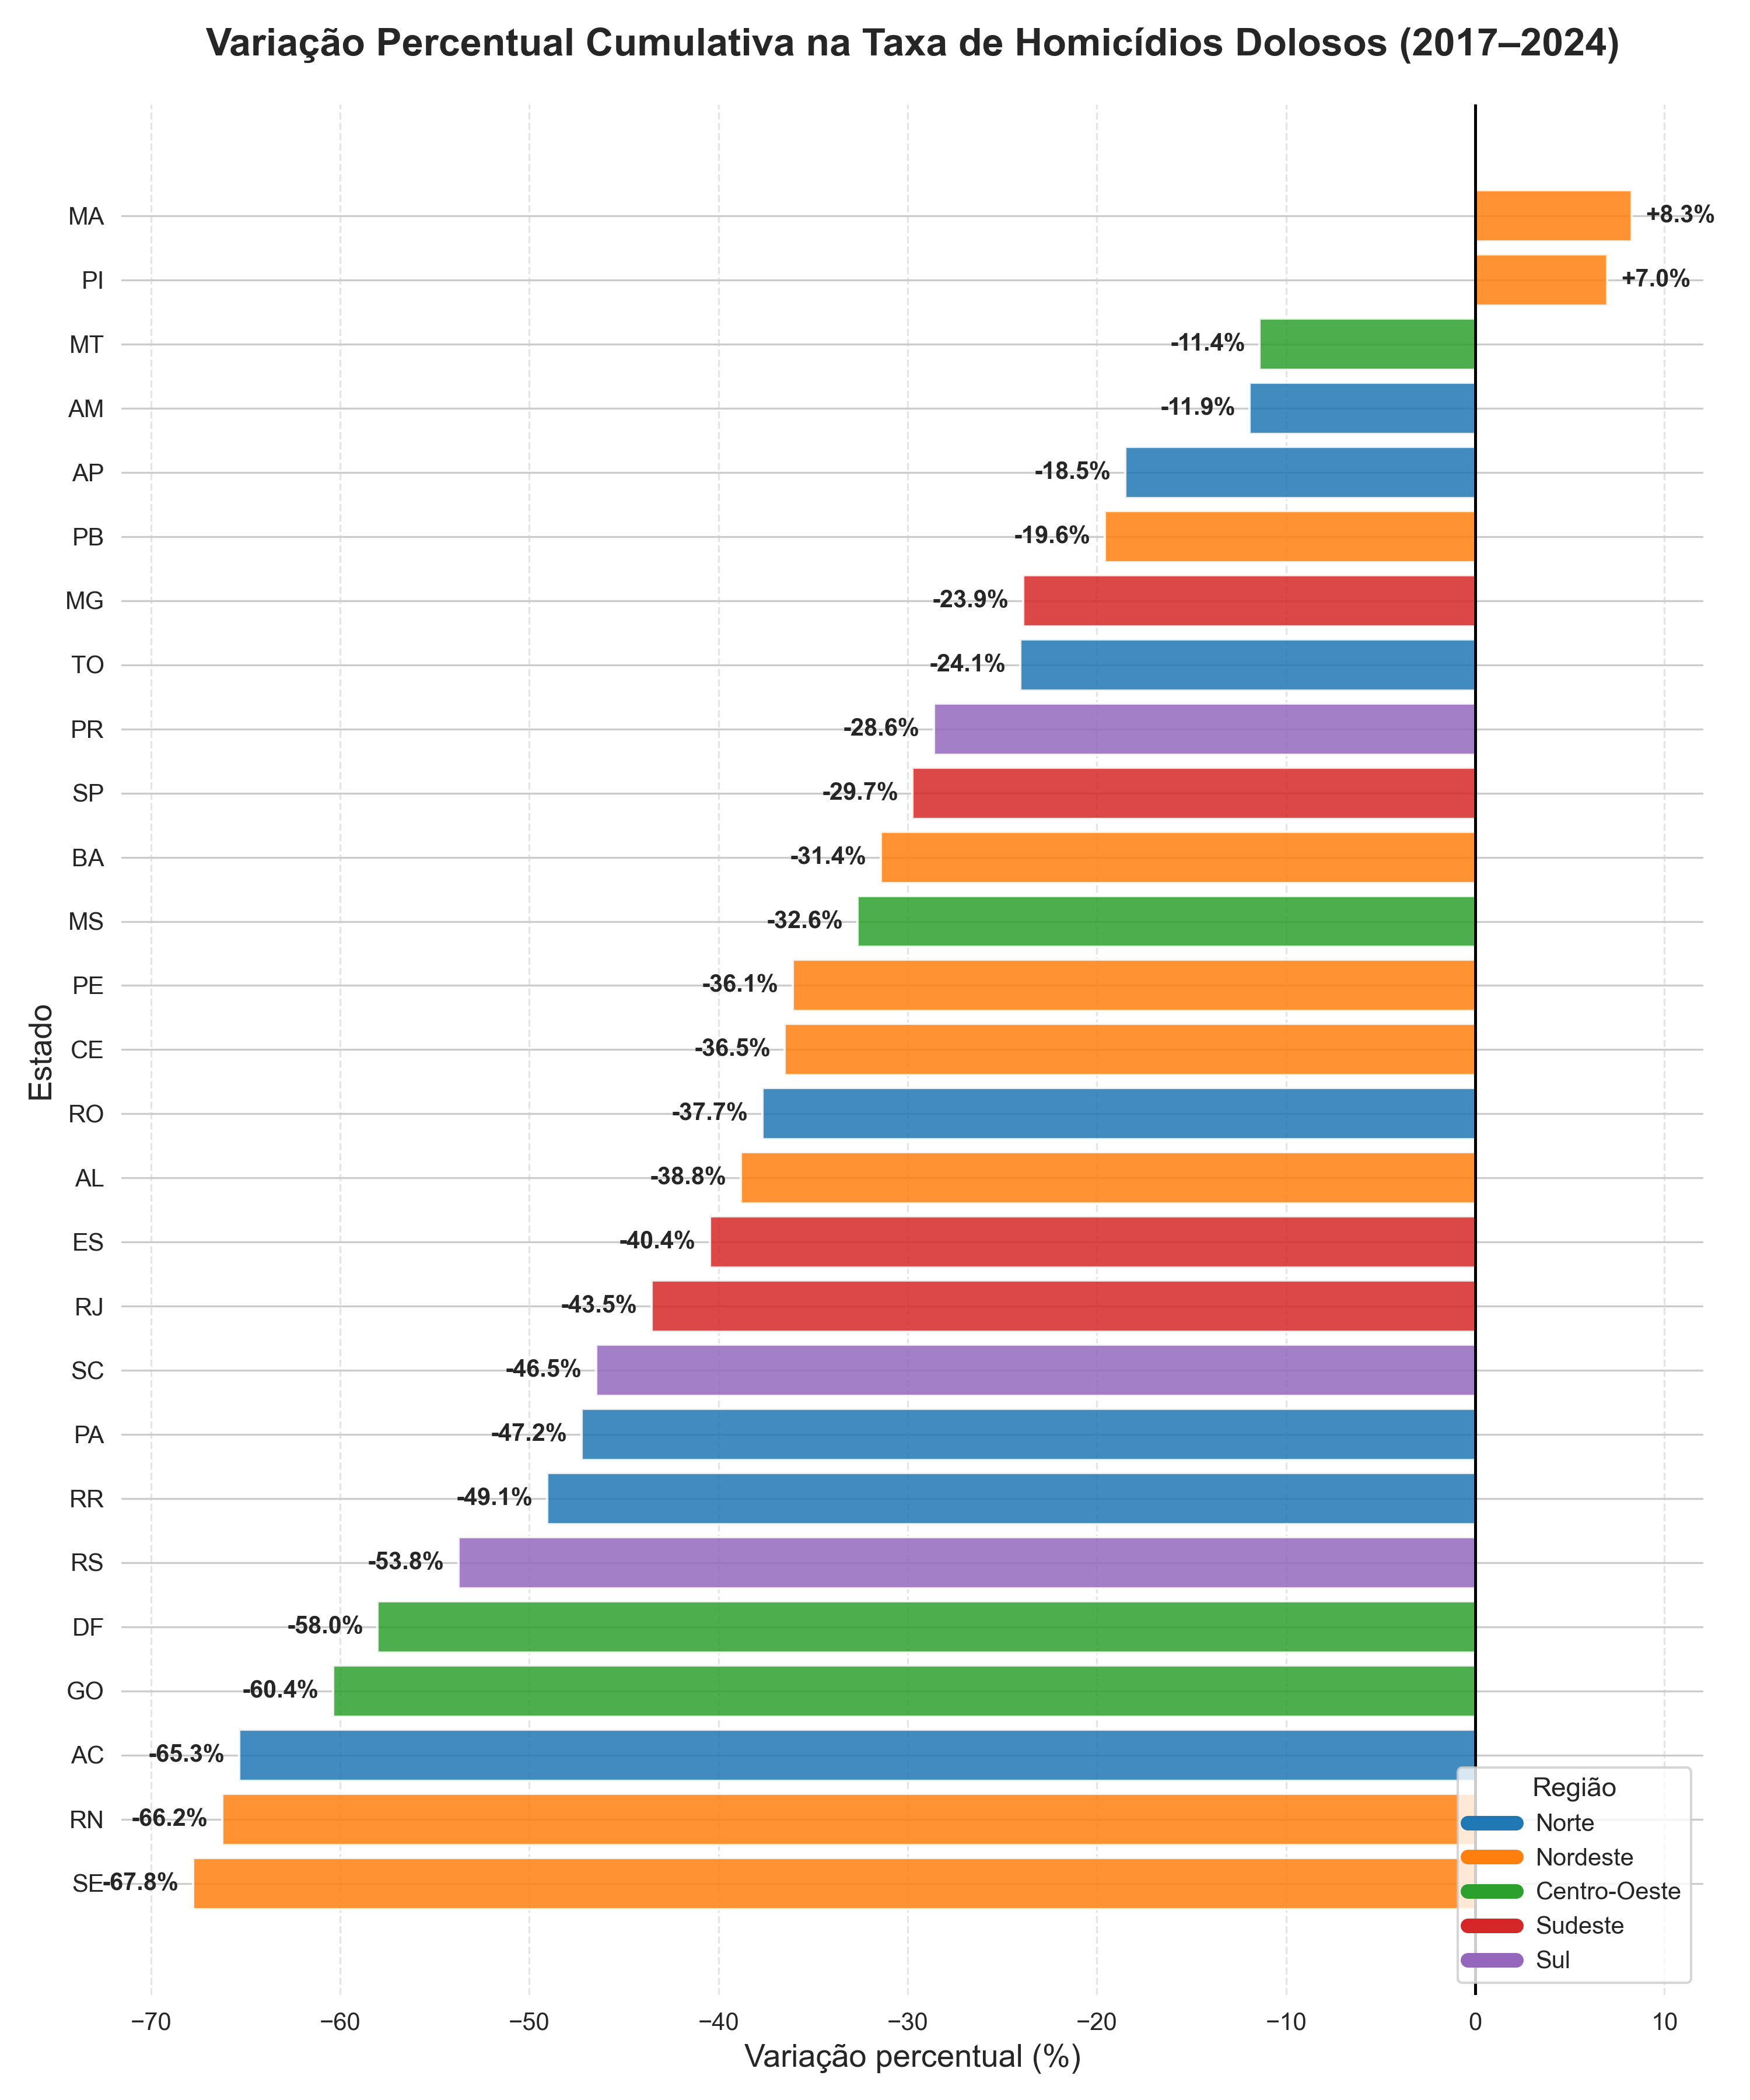 Variação Percentual Cumulativa na Taxa de Homicídios Dolosos (2017–2024)
MA +8.3%
PI +7.0%
MT -11.4%
AM -11.9%
AP -18.5%
PB -19.6%
MG -23.9%
TO -24.1%
PR -28.6%
SP -29.7%
BA -31.4%
MS -32.6%
PE -36.1%
CE -36.5%
RO -37.7%
AL -38.8%
ES -40.4%
RJ -43.5%
SC -46.5%
PA -47.2%
RR -49.1%
RS -53.8%
DF -58.0%
GO -60.4%
AC -65.3%
RN -66.2%
SE -67.8%
Estado
Região
Norte
Nordeste
Centro-Oeste
Sudeste
Sul
−70 −60 −50 −40 −30 −20 −10 0 10
Variação percentual (%)